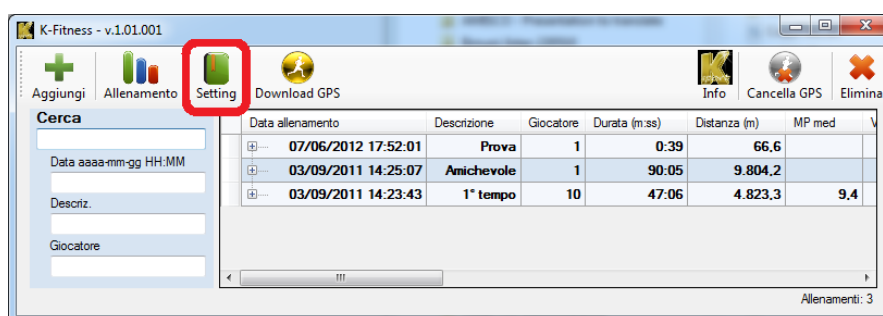 K-Fitness - v.1.01.001
Aggiungi Allenamento Setting Download GPS Info Cancella GPS Elimina
Cerca
Data aaaa-mm-gg HH:MM
Descriz.
Giocatore
Data allenamento Descrizione Giocatore Durata (m:ss) Distanza (m) MP med V
07/06/2012 17:52:01 Prova 1 0:39 66,6
03/09/2011 14:25:07 Amichevole 1 90:05 9.804,2
03/09/2011 14:23:43 1° tempo 10 47:06 4.823,3 9,4
Allenamenti: 3